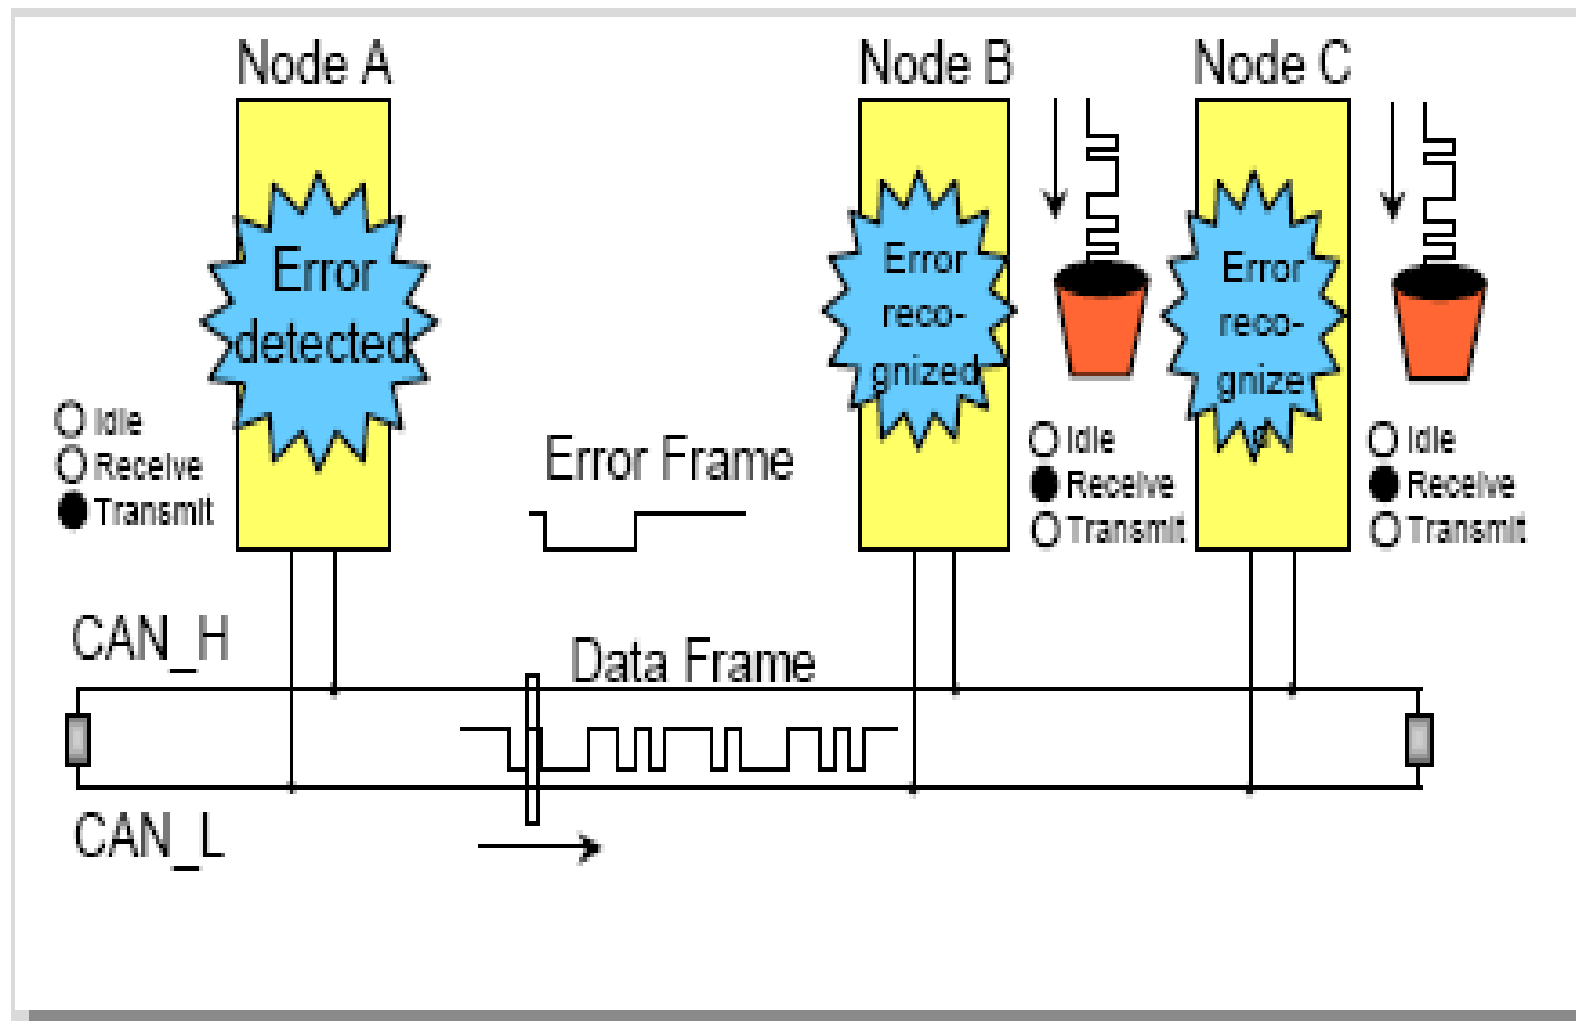 Node A
Node B
Node C
Error
detected
Error
reco-
gnized
Error
reco-
gnize
d
Idle
Receive
Transmit
Error Frame
Idle
Receive
Transmit
Idle
Receive
Transmit
CAN_H
Data Frame
CAN_L